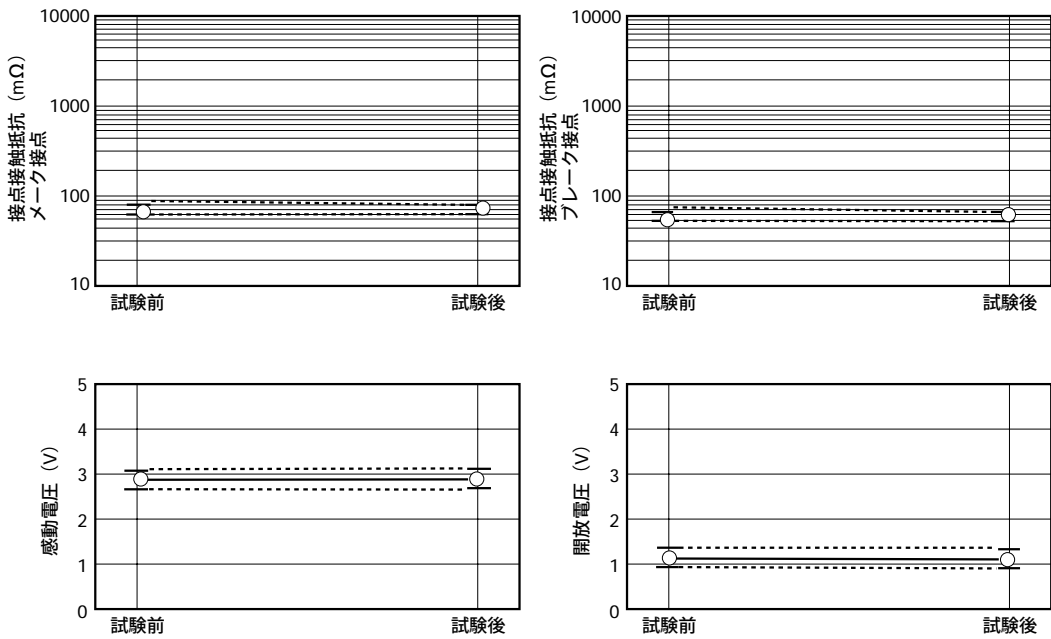 接点接触抵抗（mΩ）
メーク接点
10000
1000
100
10
試験前
試験後
接点接触抵抗（mΩ）
ブレーク接点
10000
1000
100
10
試験前
試験後
感動電圧（V）
5
4
3
2
1
0
試験前
試験後
開放電圧（V）
5
4
3
2
1
0
試験前
試験後